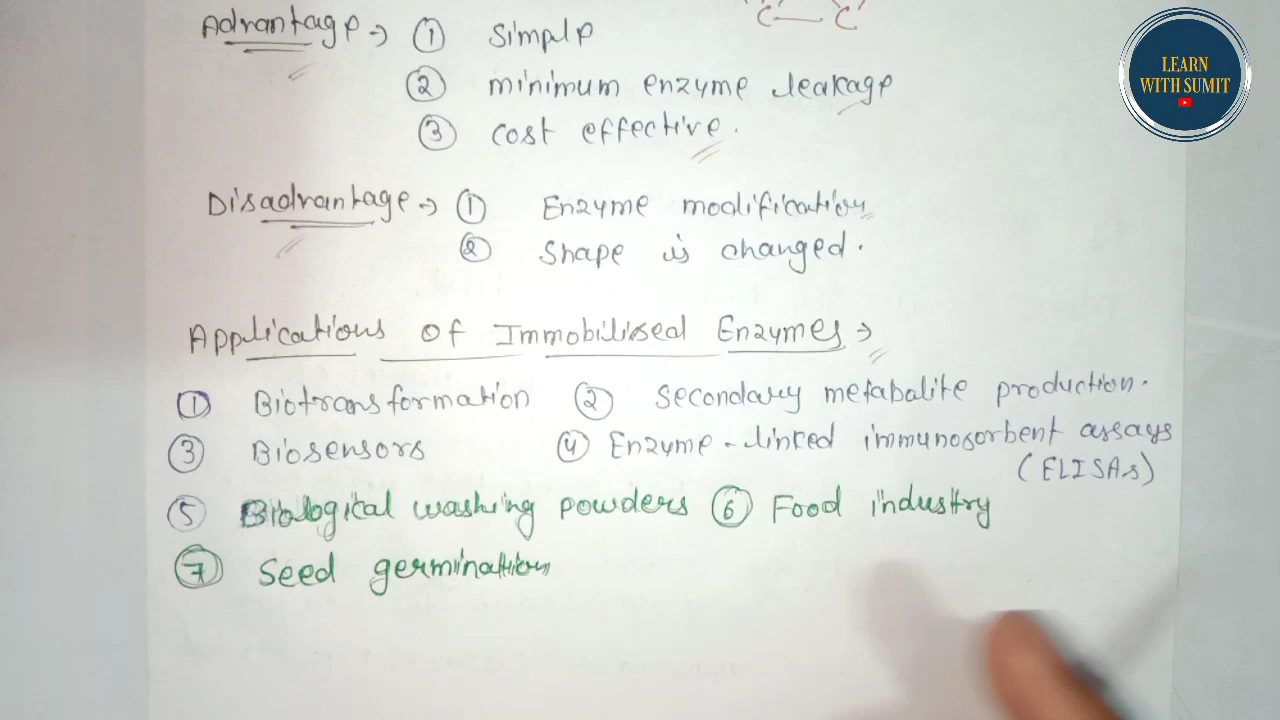 C — C
LEARN
WITH SUMIT
Advantage → ① Simple
② minimum enzyme leakage
③ cost effective.
Disadvantage → ① Enzyme modification
② Shape is changed.
Applications of Immobilised Enzymes →
① Biotransformation ② Secondary metabalite production.
③ Biosensors ④ Enzyme-linked immunosorbent assays
(ELISAs)
⑤ Biological washing powders ⑥ Food industry
⑦ Seed germination